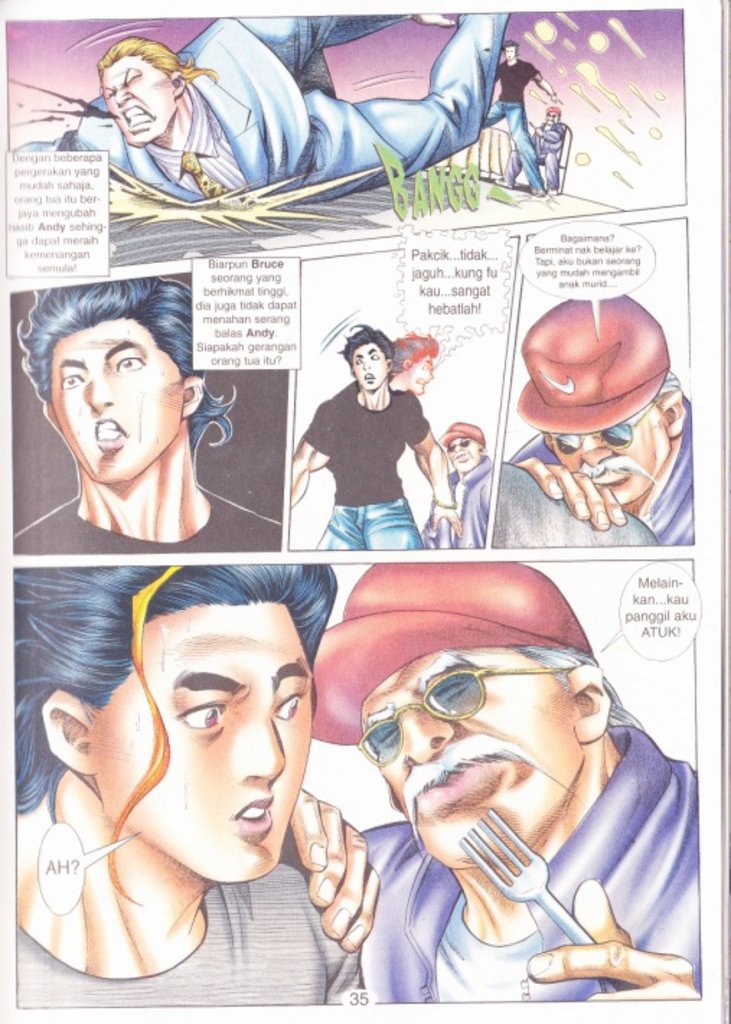 Dengan beberapa
pergerakan yang
mudah sahaja,
orang tua itu ber-
jaya mengubah
nasib Andy sehing-
ga dapat meraih
kemenangan
semula!
BANGG
Biarpun Bruce
seorang yang
berhikmat tinggi,
dia juga tidak dapat
menahan serang
balas Andy.
Siapakah gerangan
orang tua itu?
Pakcik...tidak...
jaguh...kung fu
kau...sangat
hebatlah!
Bagaimana?
Berminat nak belajar ke?
Tapi, aku bukan seorang
yang mudah mengambil
anak murid....
Melain-
kan...kau
panggil aku
ATUK!
AH?
35